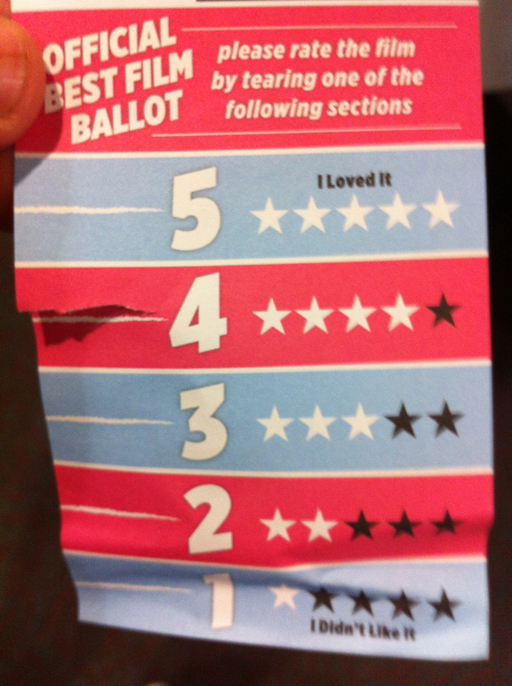 OFFICIAL
BEST FILM
BALLOT
please rate the film
by tearing one of the
following sections
I Loved It
5
4
3
2
1
I Didn't Like It